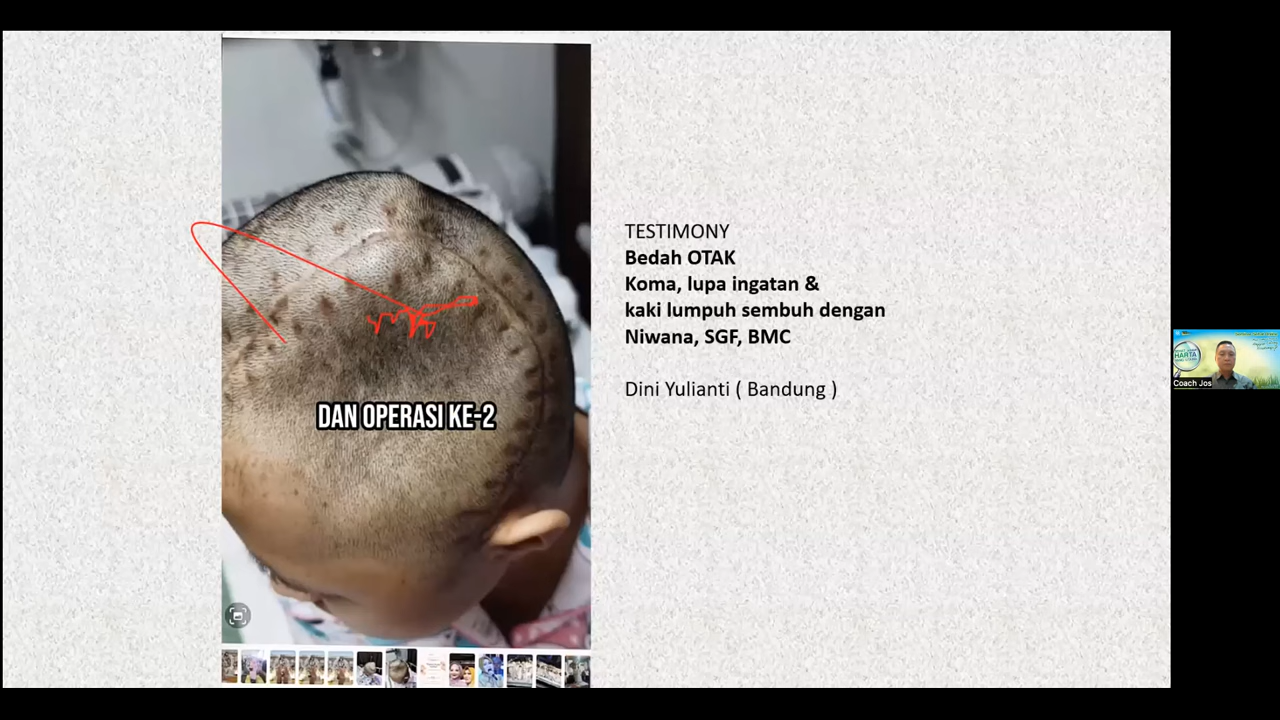 TESTIMONY
Bedah OTAK
Koma, lupa ingatan &
kaki lumpuh sembuh dengan
Niwana, SGF, BMC
Dini Yulianti ( Bandung )
DAN OPERASI KE-2
HARTA
Coach Jos